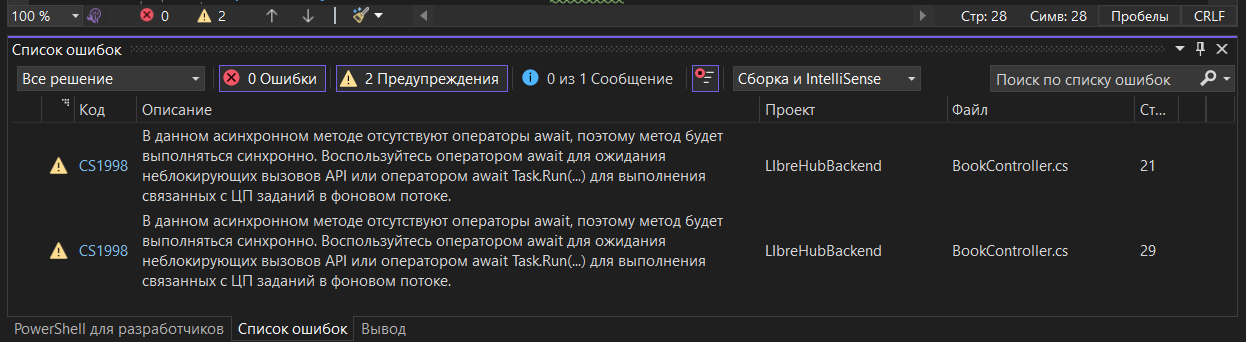 100 %
0
2
Стр: 28
Симв: 28
Пробелы
CRLF
Список ошибок
Все решение
0 Ошибки
2 Предупреждения
0 из 1 Сообщение
Сборка и IntelliSense
Поиск по списку ошибок
Код
Описание
Проект
Файл
Ст...
В данном асинхронном методе отсутствуют операторы await, поэтому метод будет
CS1998
выполняться синхронно. Воспользуйтесь оператором await для ожидания
неблокирующих вызовов API или оператором await Task.Run(...) для выполнения
связанных с ЦП заданий в фоновом потоке.
LIbreHubBackend
BookController.cs
21
В данном асинхронном методе отсутствуют операторы await, поэтому метод будет
CS1998
выполняться синхронно. Воспользуйтесь оператором await для ожидания
неблокирующих вызовов API или оператором await Task.Run(...) для выполнения
связанных с ЦП заданий в фоновом потоке.
LIbreHubBackend
BookController.cs
29
PowerShell для разработчиков
Список ошибок
Вывод